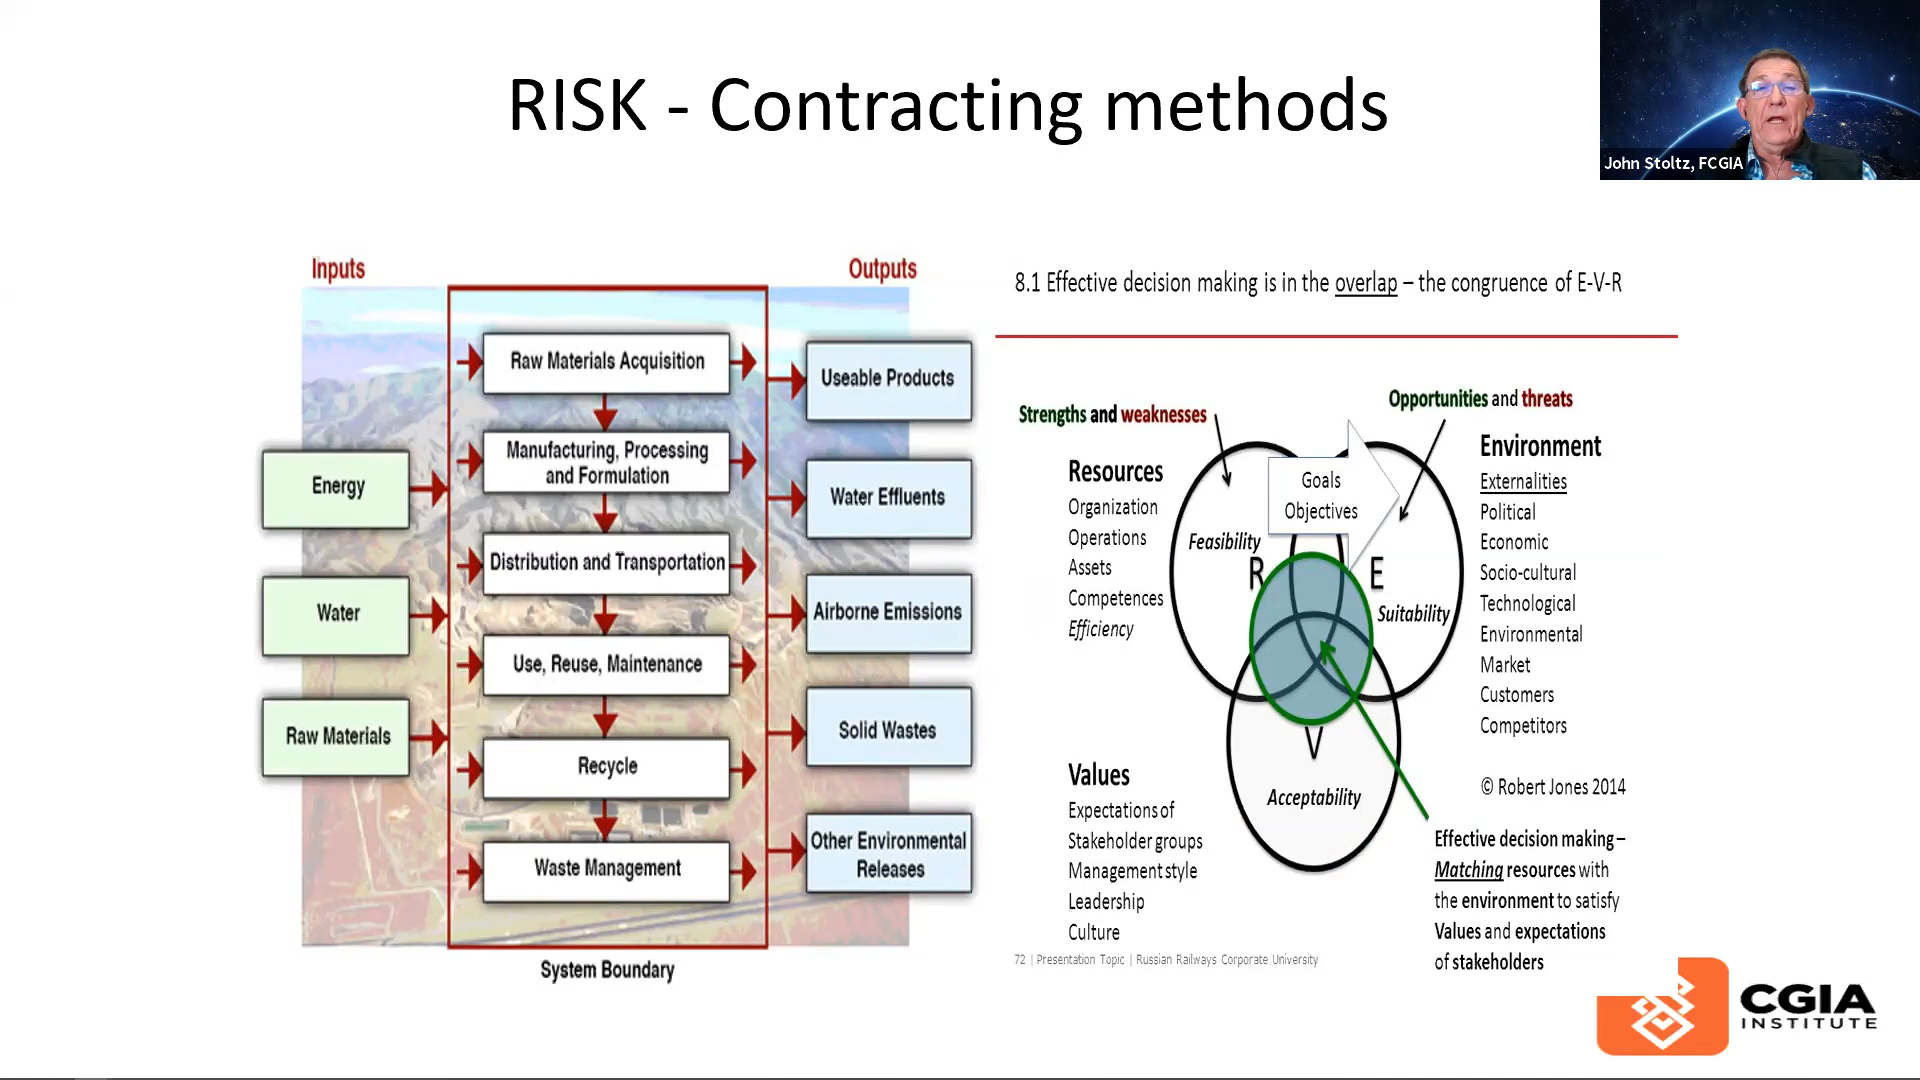 RISK - Contracting methods
John Stoltz, FCGIA
Inputs
Outputs
Energy
Water
Raw Materials
Raw Materials Acquisition
Manufacturing, Processing
and Formulation
Distribution and Transportation
Use, Reuse, Maintenance
Recycle
Waste Management
System Boundary
Useable Products
Water Effluents
Airborne Emissions
Solid Wastes
Other Environmental
Releases
8.1 Effective decision making is in the overlap – the congruence of E-V-R
Strengths and weaknesses
Opportunities and threats
Resources
Organization
Operations
Assets
Competences
Efficiency
Goals
Objectives
Feasibility
R
E
Suitability
V
Acceptability
Environment
Externalities
Political
Economic
Socio-cultural
Technological
Environmental
Market
Customers
Competitors
© Robert Jones 2014
Values
Expectations of
Stakeholder groups
Management style
Leadership
Culture
Effective decision making –
Matching resources with
the environment to satisfy
Values and expectations
of stakeholders
72 | Presentation Topic | Russian Railways Corporate University
CGIA
INSTITUTE